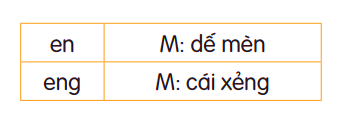 en M: dế mèn
eng M: cái xẻng